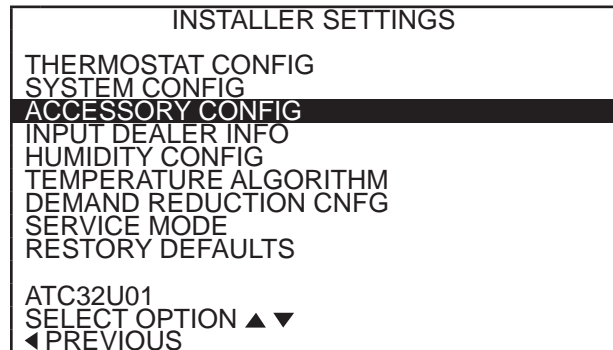 INSTALLER SETTINGS
THERMOSTAT CONFIG
SYSTEM CONFIG
ACCESSORY CONFIG
INPUT DEALER INFO
HUMIDITY CONFIG
TEMPERATURE ALGORITHM
DEMAND REDUCTION CNFG
SERVICE MODE
RESTORY DEFAULTS
ATC32U01
SELECT OPTION ▲ ▼
◀ PREVIOUS